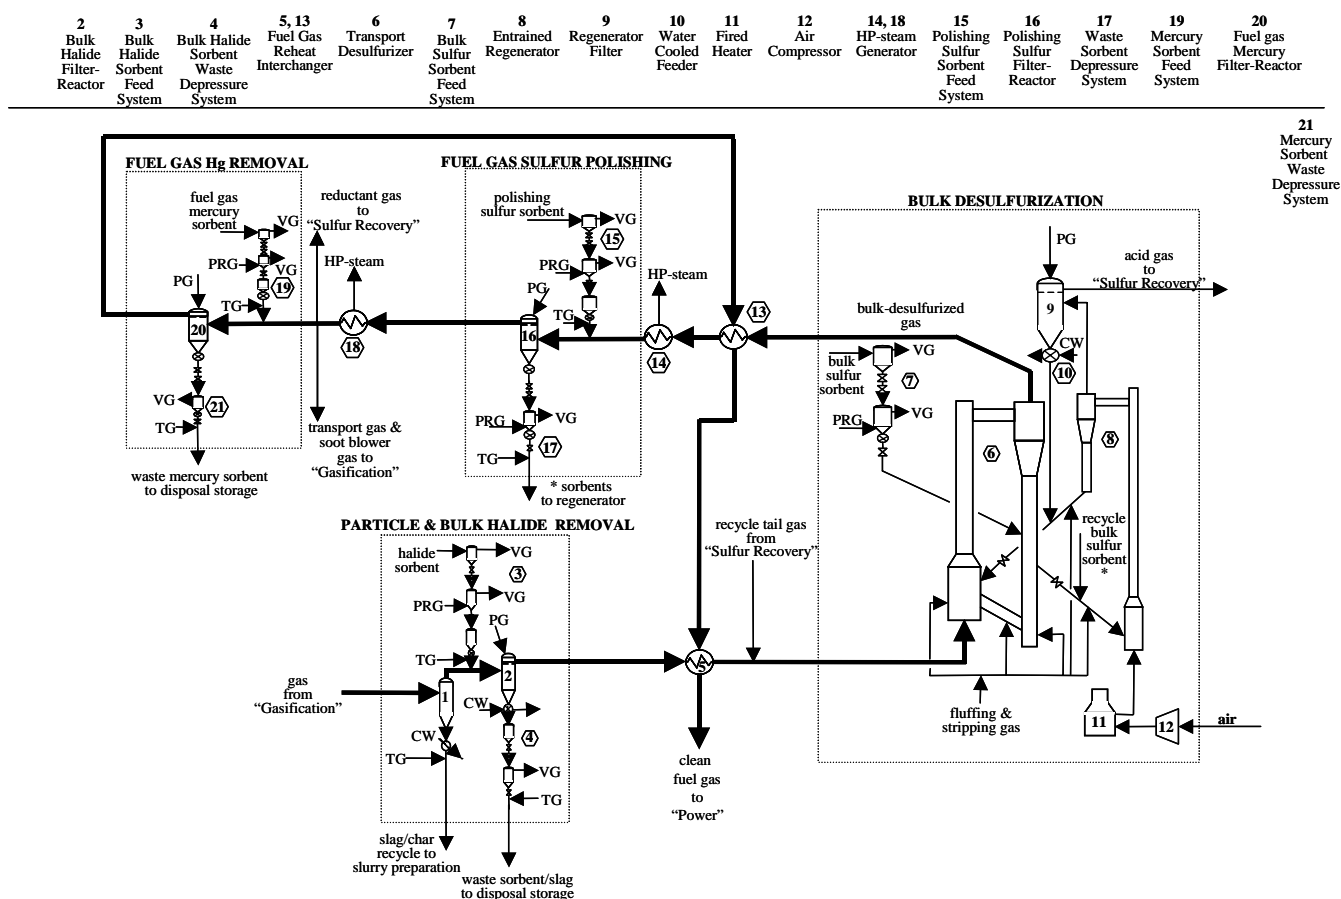 2
Bulk
Halide
Filter-
Reactor
3
Bulk
Halide
Sorbent
Feed
System
4
Bulk Halide
Sorbent
Waste
Depressure
System
5, 13
Fuel Gas
Reheat
Interchanger
6
Transport
Desulfurizer
7
Bulk
Sulfur
Sorbent
Feed
System
8
Entrained
Regenerator
9
Regenerator
Filter
10
Water
Cooled
Feeder
11
Fired
Heater
12
Air
Compressor
14, 18
HP-steam
Generator
15
Polishing
Sulfur
Sorbent
Feed
System
16
Polishing
Sulfur
Filter-
Reactor
17
Waste
Sorbent
Depressure
System
19
Mercury
Sorbent
Feed
System
20
Fuel gas
Mercury
Filter-Reactor
21
Mercury
Sorbent
Waste
Depressure
System
FUEL GAS Hg REMOVAL
fuel gas
mercury
sorbent
VG
PRG
VG
PG
19
TG
20
VG
21
TG
waste mercury sorbent
to disposal storage
reductant gas
to
“Sulfur Recovery”
HP-steam
18
transport gas &
soot blower
gas to
“Gasification”
FUEL GAS SULFUR POLISHING
polishing
sulfur sorbent
VG
15
PRG
VG
PG
TG
16
PRG
VG
17
TG
* sorbents
to regenerator
HP-steam
14
13
BULK DESULFURIZATION
PG
acid gas
to
“Sulfur Recovery”
9
bulk-desulfurized
gas
CW
10
bulk
sulfur
sorbent
VG
7
VG
PRG
6
8
recycle
bulk
sulfur
sorbent
*
fluffing &
stripping gas
11
12
air
PARTICLE & BULK HALIDE REMOVAL
halide
sorbent
VG
3
VG
PRG
PG
TG
2
gas
from
“Gasification”
1
CW
CW
4
TG
VG
TG
slag/char
recycle to
slurry preparation
waste sorbent/slag
to disposal storage
recycle tail gas
from
“Sulfur Recovery”
5
clean
fuel gas
to
“Power”